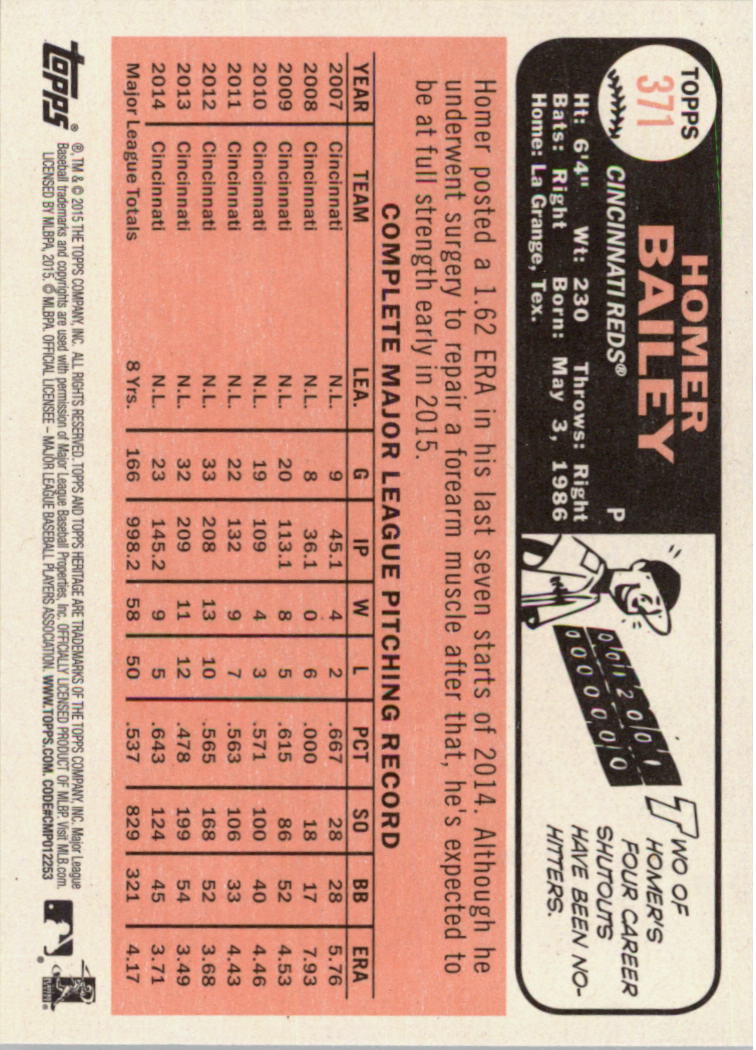 TOPPS
371
HOMER
BAILEY
CINCINNATI REDS® P
Ht: 6'4" Wt: 230 Throws: Right
Bats: Right Born: May 3, 1986
Home: La Grange, Tex.
0012001
0000000
TWO OF
HOMER'S
FOUR CAREER
SHUTOUTS
HAVE BEEN NO-
HITTERS.
Homer posted a 1.62 ERA in his last seven starts of 2014. Although he
underwent surgery to repair a forearm muscle after that, he's expected to
be at full strength early in 2015.
COMPLETE MAJOR LEAGUE PITCHING RECORD
YEAR TEAM LEA. G IP W L PCT SO BB ERA
2007 Cincinnati N.L. 9 45.1 4 2 .667 28 28 5.76
2008 Cincinnati N.L. 8 36.1 0 6 .000 18 17 7.93
2009 Cincinnati N.L. 20 113.1 8 5 .615 86 52 4.53
2010 Cincinnati N.L. 19 109 4 3 .571 100 40 4.46
2011 Cincinnati N.L. 22 132 9 7 .563 106 33 4.43
2012 Cincinnati N.L. 33 208 13 10 .565 168 52 3.68
2013 Cincinnati N.L. 32 209 11 12 .478 199 54 3.49
2014 Cincinnati N.L. 23 145.2 9 5 .643 124 45 3.71
Major League Totals 8 Yrs. 166 998.2 58 50 .537 829 321 4.17
topps®
®, TM & © 2015 THE TOPPS COMPANY, INC. ALL RIGHTS RESERVED. TOPPS AND TOPPS HERITAGE ARE TRADEMARKS OF THE TOPPS COMPANY, INC. Major League
Baseball trademarks and copyrights are used with permission of Major League Baseball Properties, Inc. OFFICIALLY LICENSED PRODUCT OF MLBP. Visit MLB.com.
LICENSED BY MLBPA, 2015. © MLBPA. OFFICIAL LICENSEE – MAJOR LEAGUE BASEBALL PLAYERS ASSOCIATION. WWW.TOPPS.COM. CODE#CMP012253
®